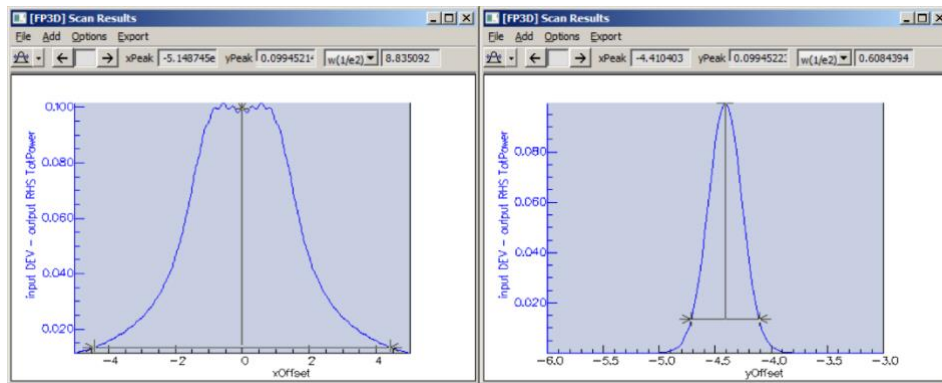 [FP3D] Scan Results
File Add Options Export
xPeak -5.148745e yPeak 0.09945214 w(1/e2) 8.835092
input DEV - output RHS TotPower
0.100
0.080
0.060
0.040
0.020
-4 -2 0 2 4
xOffset
[FP3D] Scan Results
File Add Options Export
xPeak -4.410403 yPeak 0.0994522 w(1/e2) 0.6084394
input DEV - output RHS TotPower
0.080
0.060
0.040
0.020
-6.0 -5.5 -5.0 -4.5 -4.0 -3.5 -3.0
yOffset